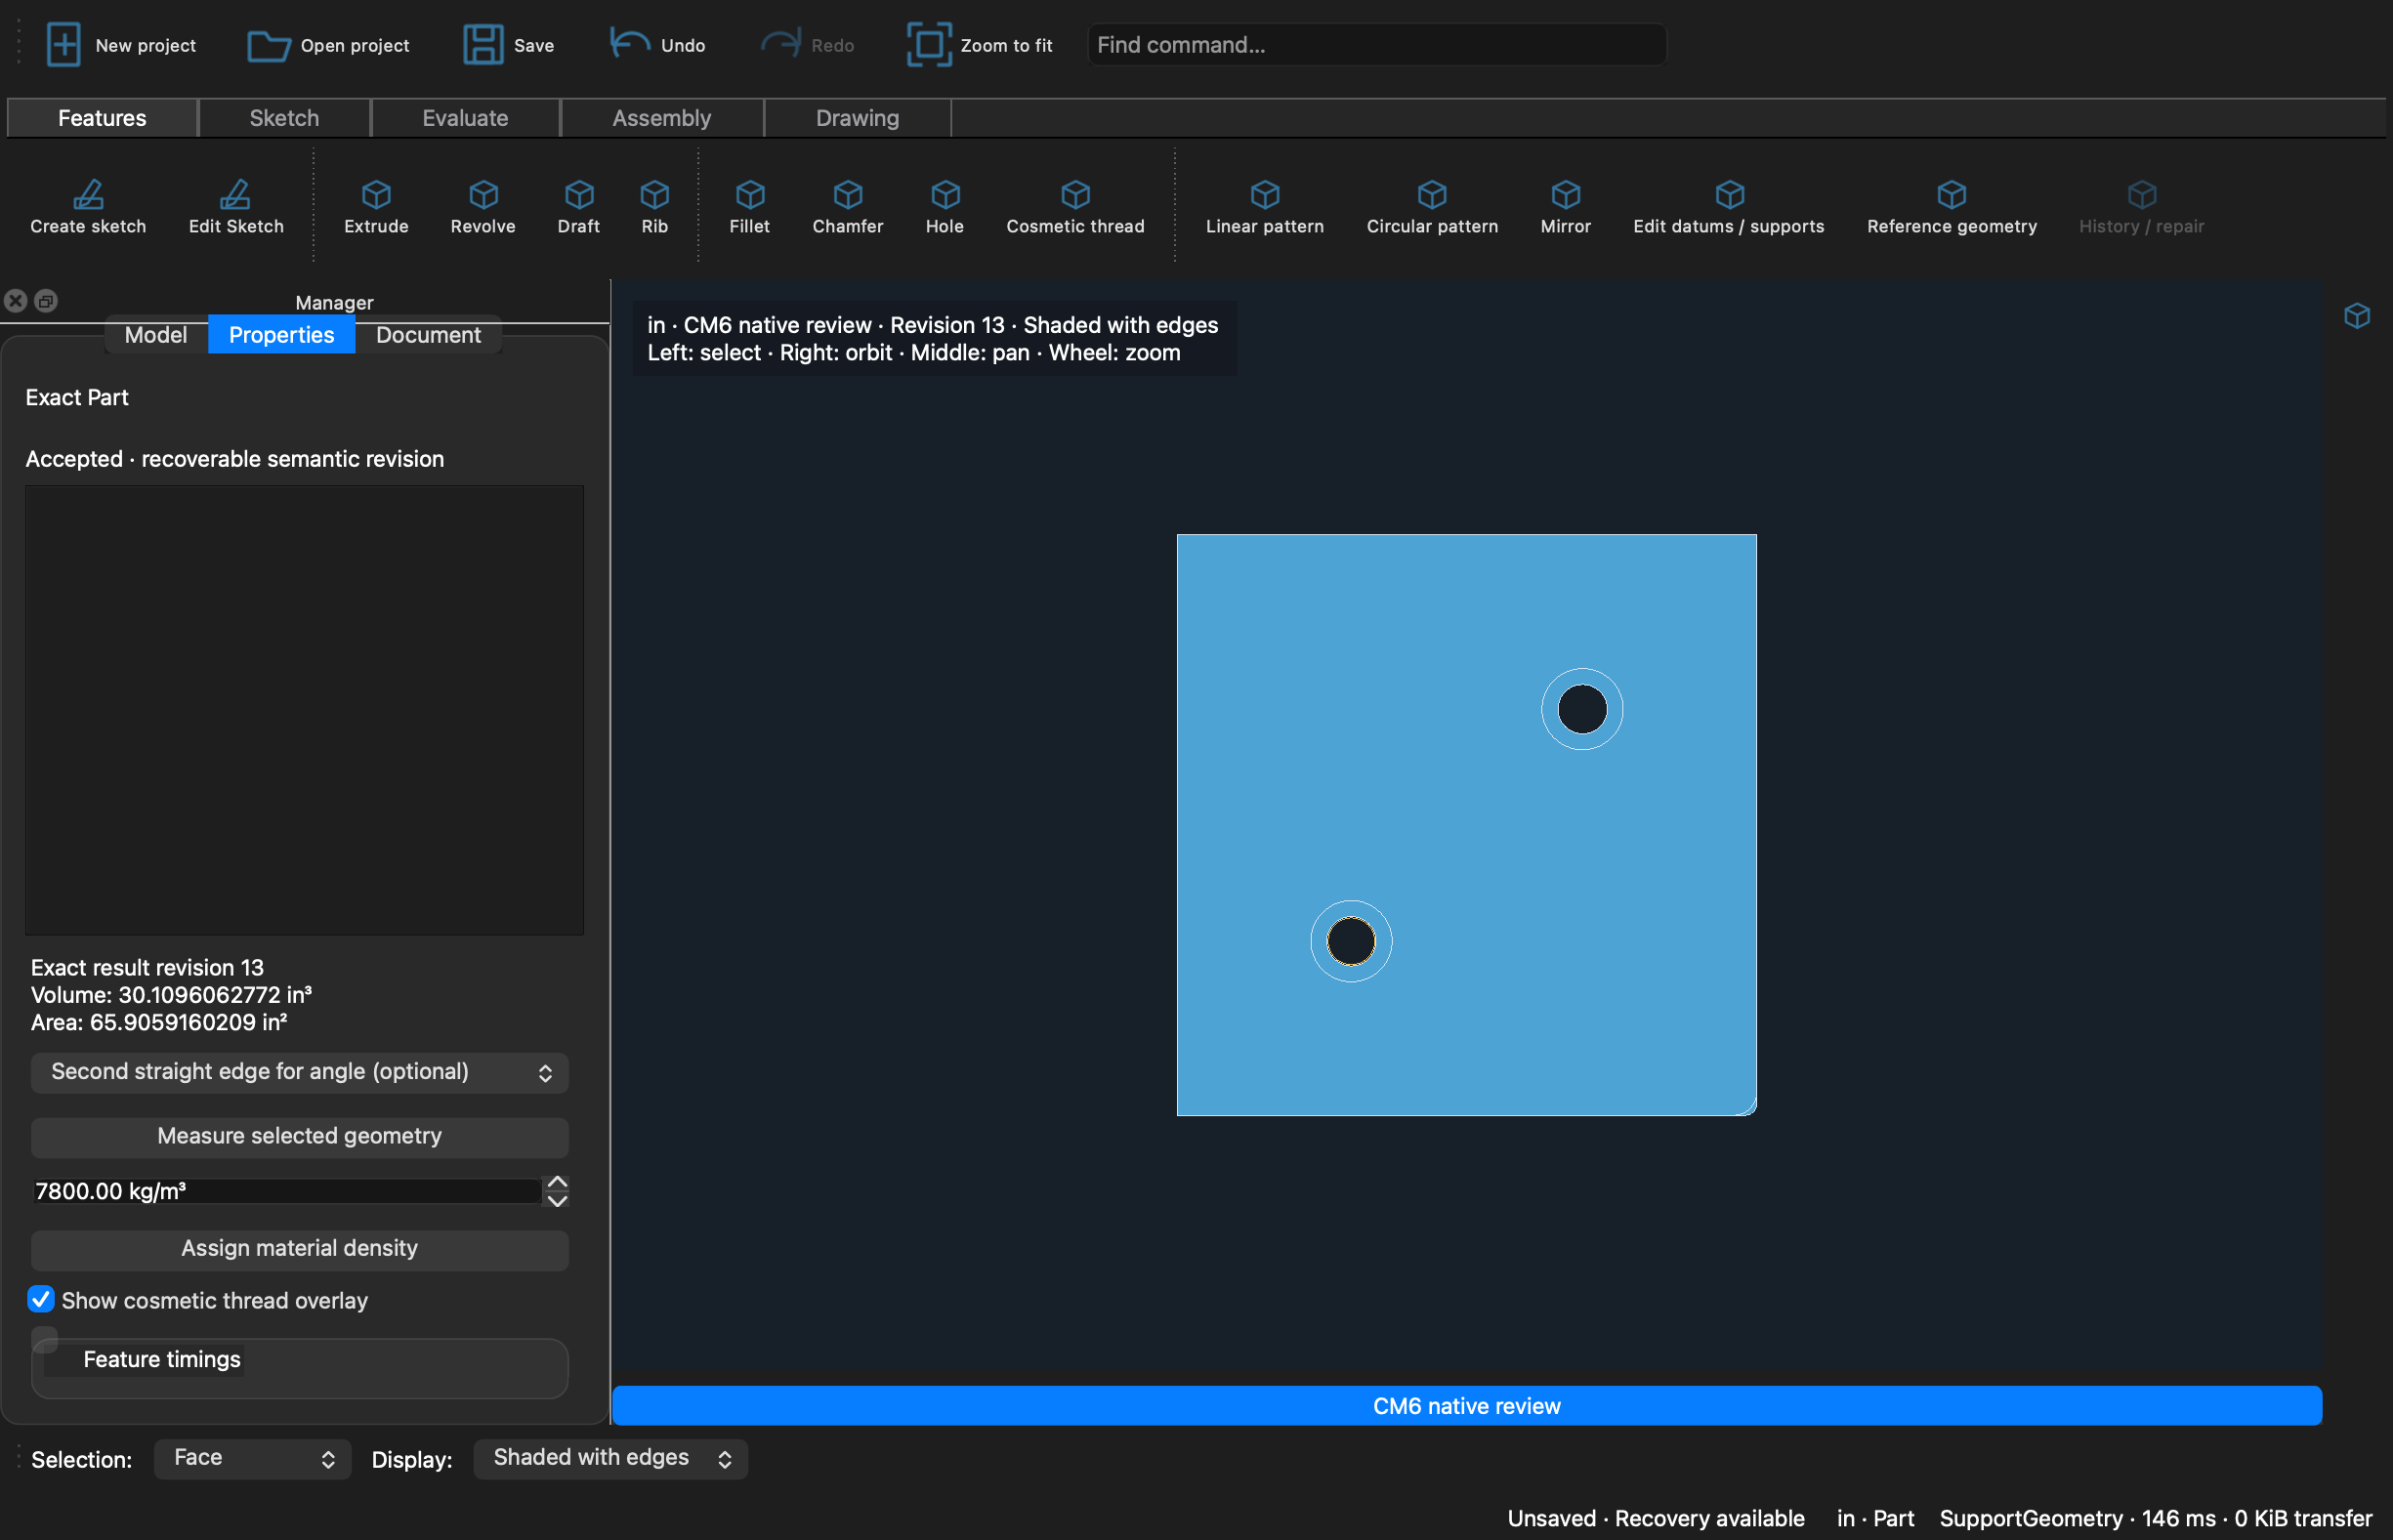 New project
Open project
Save
Undo
Redo
Zoom to fit
Find command...
Features
Sketch
Evaluate
Assembly
Drawing
Create sketch
Edit Sketch
Extrude
Revolve
Draft
Rib
Fillet
Chamfer
Hole
Cosmetic thread
Linear pattern
Circular pattern
Mirror
Edit datums / supports
Reference geometry
History / repair
Manager
Model
Properties
Document
Exact Part
Accepted · recoverable semantic revision
Exact result revision 13
Volume: 30.1096062772 in³
Area: 65.9059160209 in²
Second straight edge for angle (optional)
Measure selected geometry
7800.00 kg/m³
Assign material density
Show cosmetic thread overlay
Feature timings
in · CM6 native review · Revision 13 · Shaded with edges
Left: select · Right: orbit · Middle: pan · Wheel: zoom
CM6 native review
Selection:
Face
Display:
Shaded with edges
Unsaved · Recovery available
in · Part
SupportGeometry · 146 ms · 0 KiB transfer